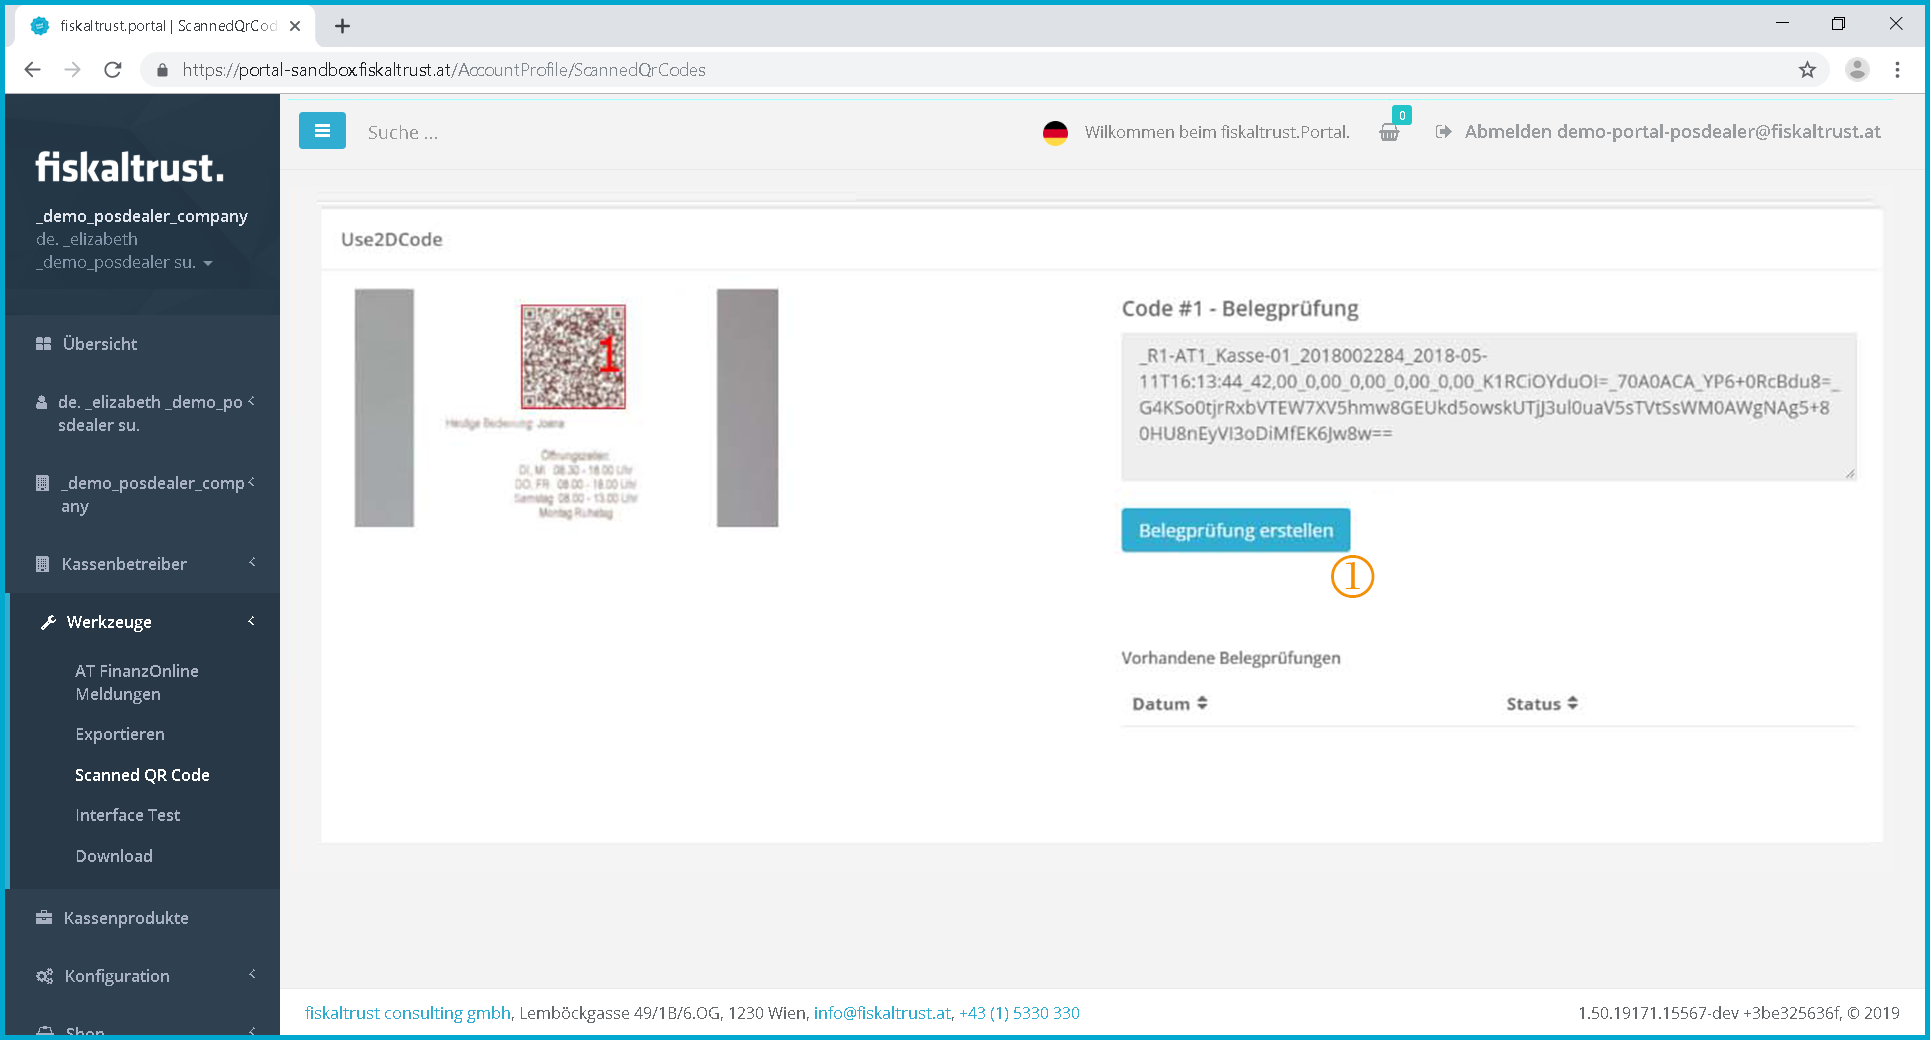 fiskaltrust.portal | ScannedQrCod
https://portal-sandbox.fiskaltrust.at/AccountProfile/ScannedQrCodes
fiskaltrust.
_demo_posdealer_company
de. _elizabeth
_demo_posdealer su.
Übersicht
de. _elizabeth _demo_po
sdealer su.
_demo_posdealer_comp
any
Kassenbetreiber
Werkzeuge
AT FinanzOnline
Meldungen
Exportieren
Scanned QR Code
Interface Test
Download
Kassenprodukte
Konfiguration
Shop
Suche ...
Wilkommen beim fiskaltrust.Portal.
0
Abmelden demo-portal-posdealer@fiskaltrust.at
Use2DCode
1
Heutige Bedienung: Joana
Öffnungszeiten:
DI, MI 08.30 - 18.00 Uhr
DO, FR 08.00 - 18.00 Uhr
Samstag 08.00 - 13.00 Uhr
Montag Ruhetag
Code #1 - Belegprüfung
_R1-AT1_Kasse-01_2018002284_2018-05-
11T16:13:44_42,00_0,00_0,00_0,00_0,00_K1RCiOYduOI=_70A0ACA_YP6+0RcBdu8=_
G4KSo0tjrRxbVTEW7XV5hmw8GEUkd5owskUTjJ3ul0uaV5sTVtSsWM0AWgNAg5+8
0HU8nEyVI3oDiMfEK6Jw8w==
Belegprüfung erstellen
①
Vorhandene Belegprüfungen
Datum
Status
fiskaltrust consulting gmbh, Lemböckgasse 49/1B/6.OG, 1230 Wien, info@fiskaltrust.at, +43 (1) 5330 330
1.50.19171.15567-dev +3be325636f, © 2019